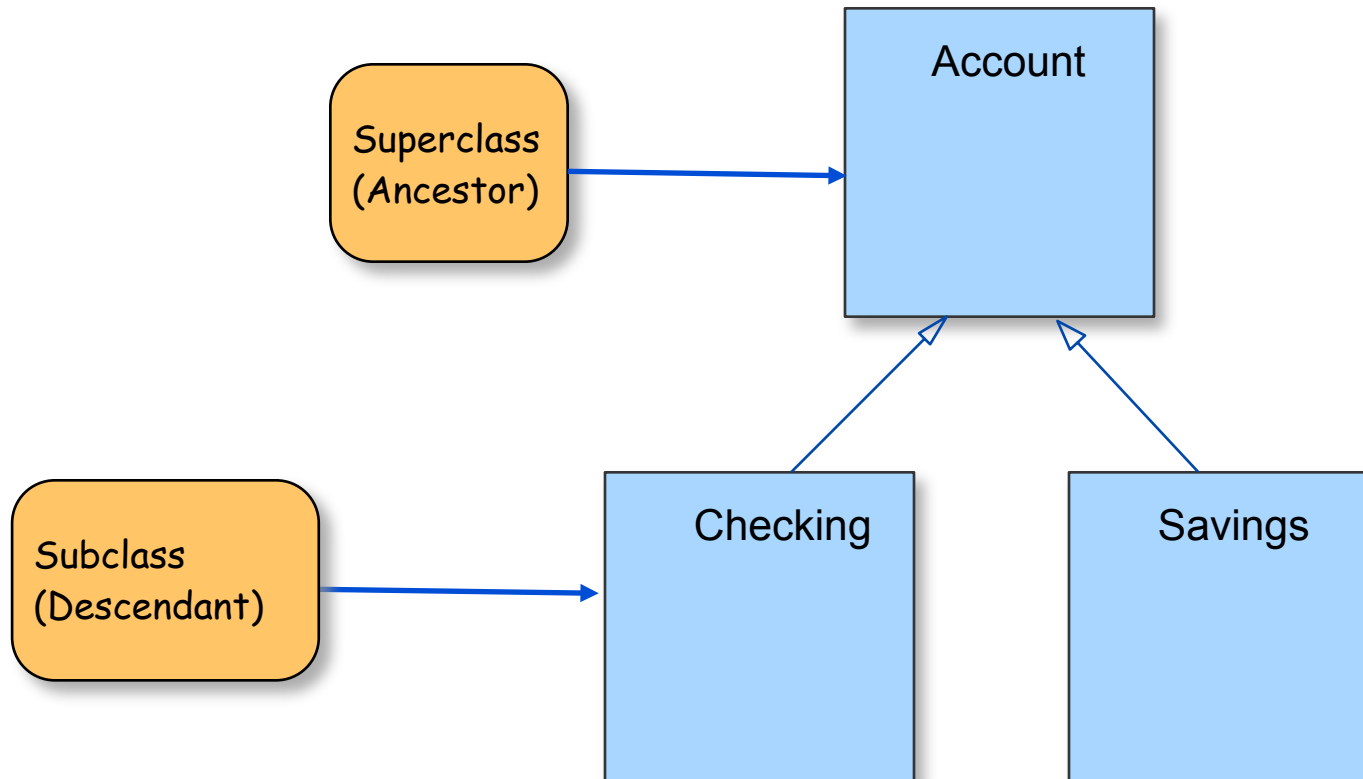 Account
Superclass
(Ancestor)
Checking
Savings
Subclass
(Descendant)